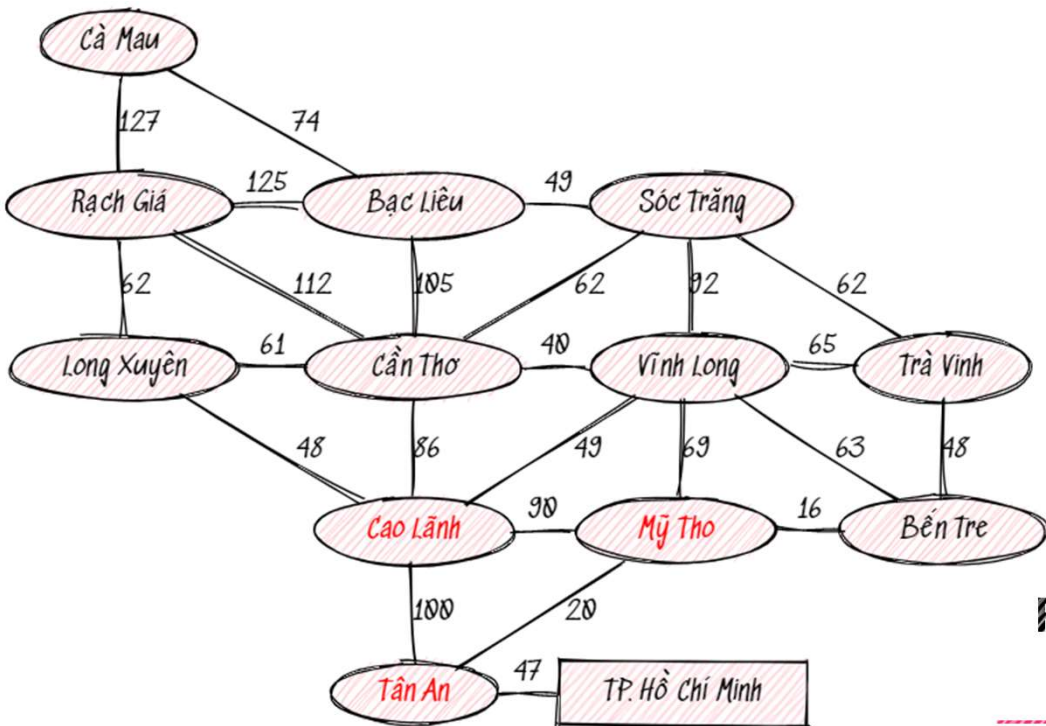 Cà Mau
127
74
Rạch Giá
125
Bạc Liêu
49
Sóc Trăng
62
112
105
62
92
62
Long Xuyên
61
Cần Thơ
40
Vĩnh Long
65
Trà Vinh
48
86
49
69
63
48
Cao Lãnh
90
Mỹ Tho
16
Bến Tre
100
20
Tân An
47
TP. Hồ Chí Minh